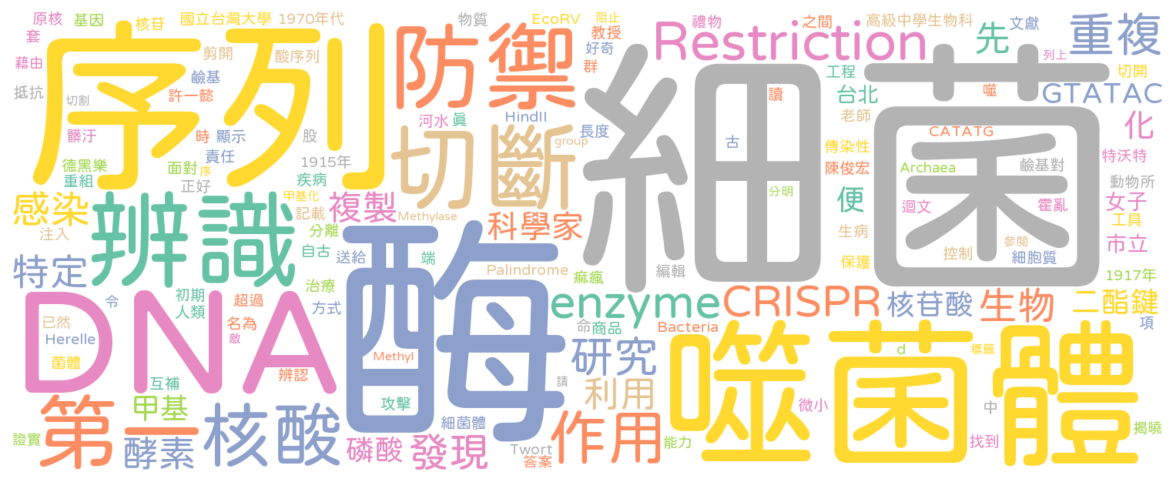 原核 基因 核苷 國立台灣大學 1970年代
物質 EcoRV 阻止 禮物 之間 高級中學生物科 文獻
套 剪開 酸序列 教授 好奇 群
序列 防禦 Restriction 先 重複
藉由 鹼基 工程 列上 切開
抵抗 切割 許一懿 讀 台北 噬 GTATAC
細菌
髒汙 時 顯示 股 河水 真 HindII 長度 老師 CATATG 化
責任 切斷 group 古 傳染性
德黑樂 面對 序 1915年 陳俊宏 Archaea 鹼基對 特沃特
重組 正好 疾病 分明 動物所
感染 辨識 甲基化 複製 Methylase 便 迴文 霍亂 女子
注入 記載 分離 科學家 生病 工具
自古 送給 端 參閱 市立
特定 Palindrome 編輯 保護 控制 細胞質
治療 痲瘋 1917年
令 初期 人類 超過 方式 酶 enzyme CRISPR 核苷酸 生物 二酯鍵
DNA 已然 名為 命 商品 Bacteria 項
Herelle 敵
菌體 辨認 Methyl 研究 噬菌體 d 標籤
互補 請
第一 甲基 攻擊 利用 微小 中
核酸 細菌體 作用 揭曉
證實 酵素 磷酸 發現 Twort 答案 能力 找到